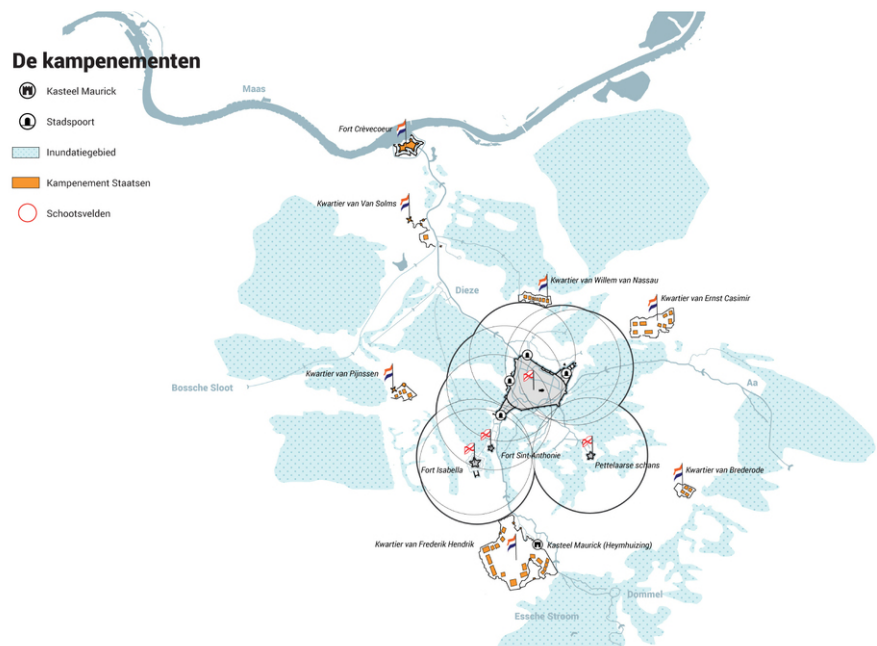 De kampenementen
Kasteel Maurick
Stadspoort
Inundatiegebied
Kampenement Staatsen
Schootsvelden
Maas
Fort Crèvecoeur
Kwartier van Van Solms
Kwartier van Willem van Nassau
Dieze
Kwartier van Ernst Casimir
Kwartier van Pijnssen
Bossche Sloot
Aa
Fort Sint-Anthonie
Fort Isabella
Pettelaarse schans
Kwartier van Brederode
Kwartier van Frederik Hendrik
Kasteel Maurick (Heymhuizing)
Dommel
Essche Stroom